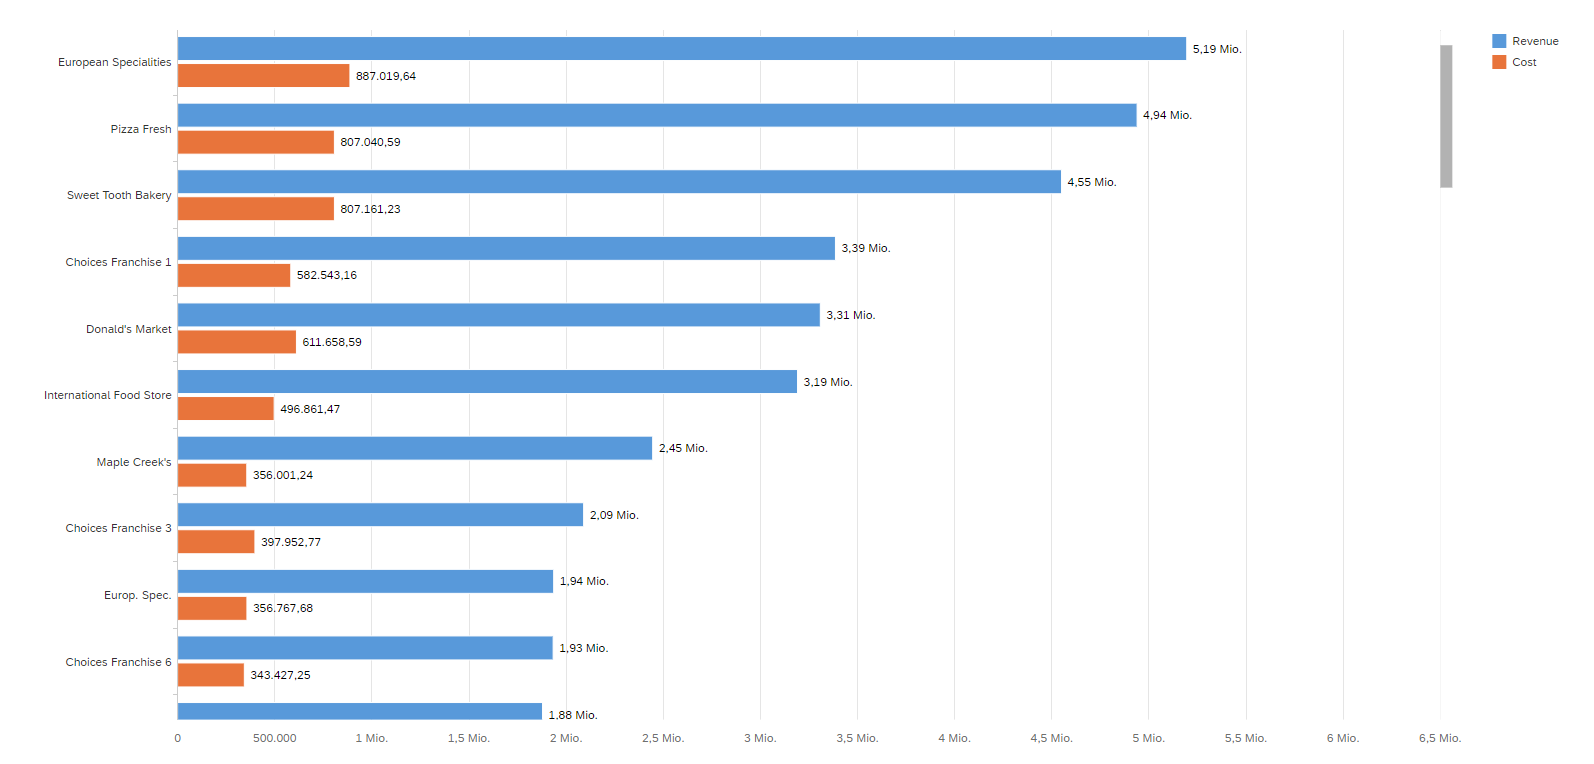 European Specialities
5,19 Mio.
887.019,64
Pizza Fresh
4,94 Mio.
807.040,59
Sweet Tooth Bakery
4,55 Mio.
807.161,23
Choices Franchise 1
3,39 Mio.
582.543,16
Donald's Market
3,31 Mio.
611.658,59
International Food Store
3,19 Mio.
496.861,47
Maple Creek's
2,45 Mio.
356.001,24
Choices Franchise 3
2,09 Mio.
397.952,77
Europ. Spec.
1,94 Mio.
356.767,68
Choices Franchise 6
1,93 Mio.
343.427,25
1,88 Mio.
0 500.000 1 Mio. 1,5 Mio. 2 Mio. 2,5 Mio. 3 Mio. 3,5 Mio. 4 Mio. 4,5 Mio. 5 Mio. 5,5 Mio. 6 Mio. 6,5 Mio.
Revenue
Cost